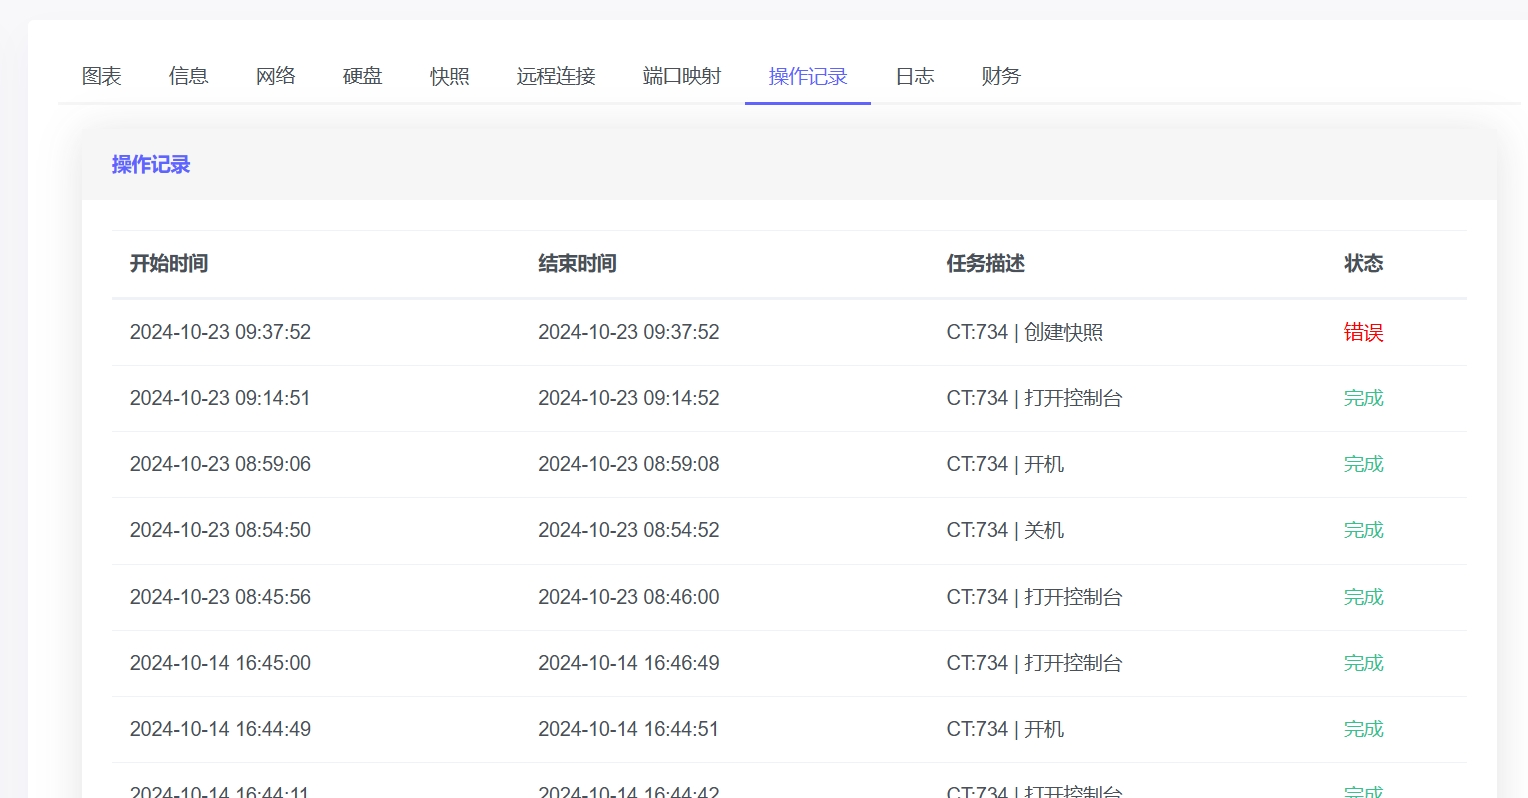 图表 信息 网络 硬盘 快照 远程连接 端口映射 操作记录 日志 财务
操作记录
开始时间 结束时间 任务描述 状态
2024-10-23 09:37:52 2024-10-23 09:37:52 CT:734 | 创建快照 错误
2024-10-23 09:14:51 2024-10-23 09:14:52 CT:734 | 打开控制台 完成
2024-10-23 08:59:06 2024-10-23 08:59:08 CT:734 | 开机 完成
2024-10-23 08:54:50 2024-10-23 08:54:52 CT:734 | 关机 完成
2024-10-23 08:45:56 2024-10-23 08:46:00 CT:734 | 打开控制台 完成
2024-10-14 16:45:00 2024-10-14 16:46:49 CT:734 | 打开控制台 完成
2024-10-14 16:44:49 2024-10-14 16:44:51 CT:734 | 开机 完成
2024-10-14 16:44:11 2024-10-14 16:44:42 CT:734 | 打开控制台 完成